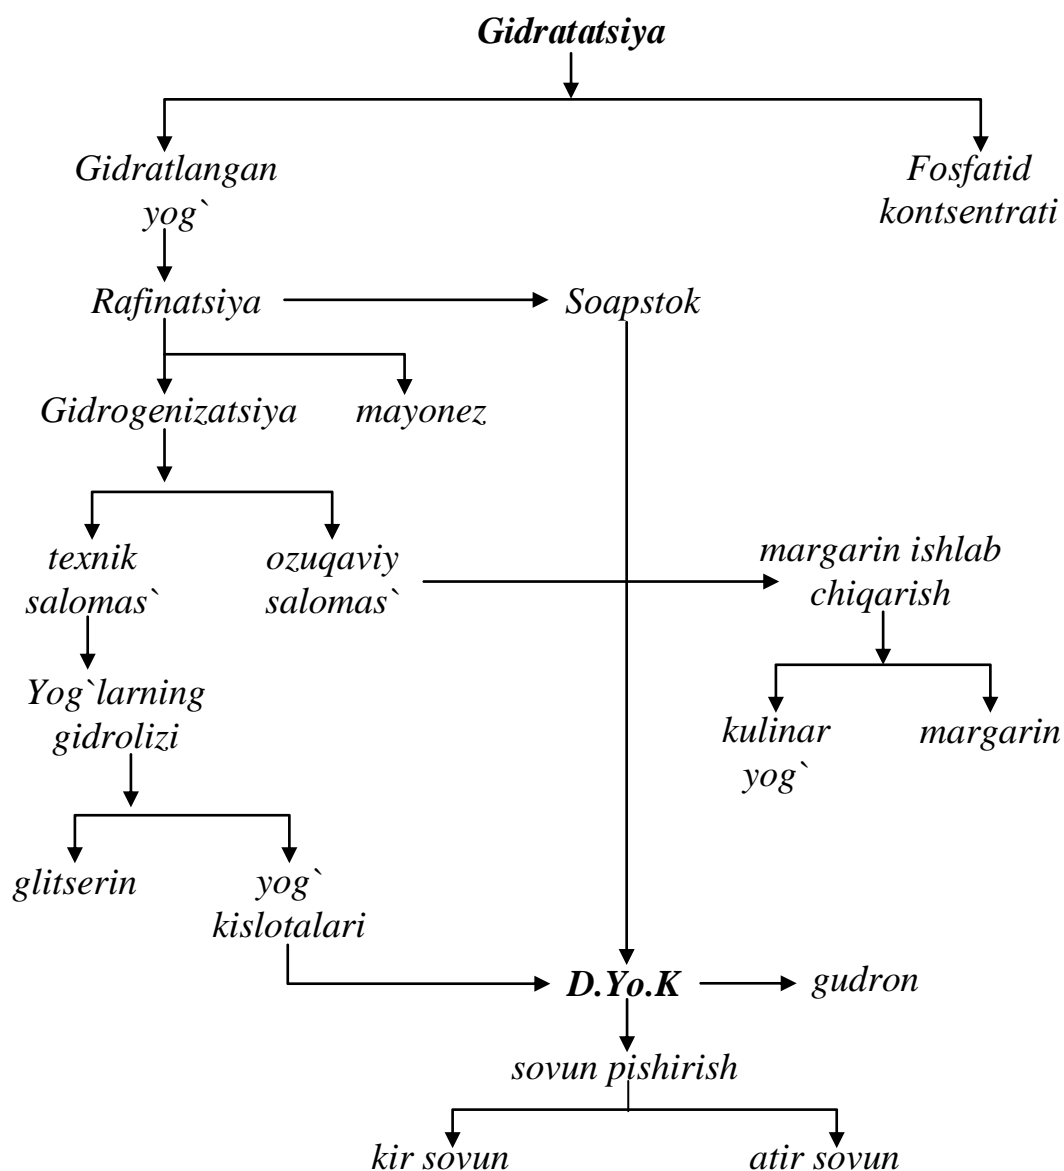 Gidratatsiya
Gidratlangan
yog`
Fosfatid
kontsentrati
Rafinatsiya
Soapstok
Gidrogenizatsiya
mayonez
texnik
salomas`
ozuqaviy
salomas`
margarin ishlab
chiqarish
Yog`larning
gidrolizi
kulinar
yog`
margarin
glitserin
yog`
kislotalari
D.Yo.K
gudron
sovun pishirish
kir sovun
atir sovun